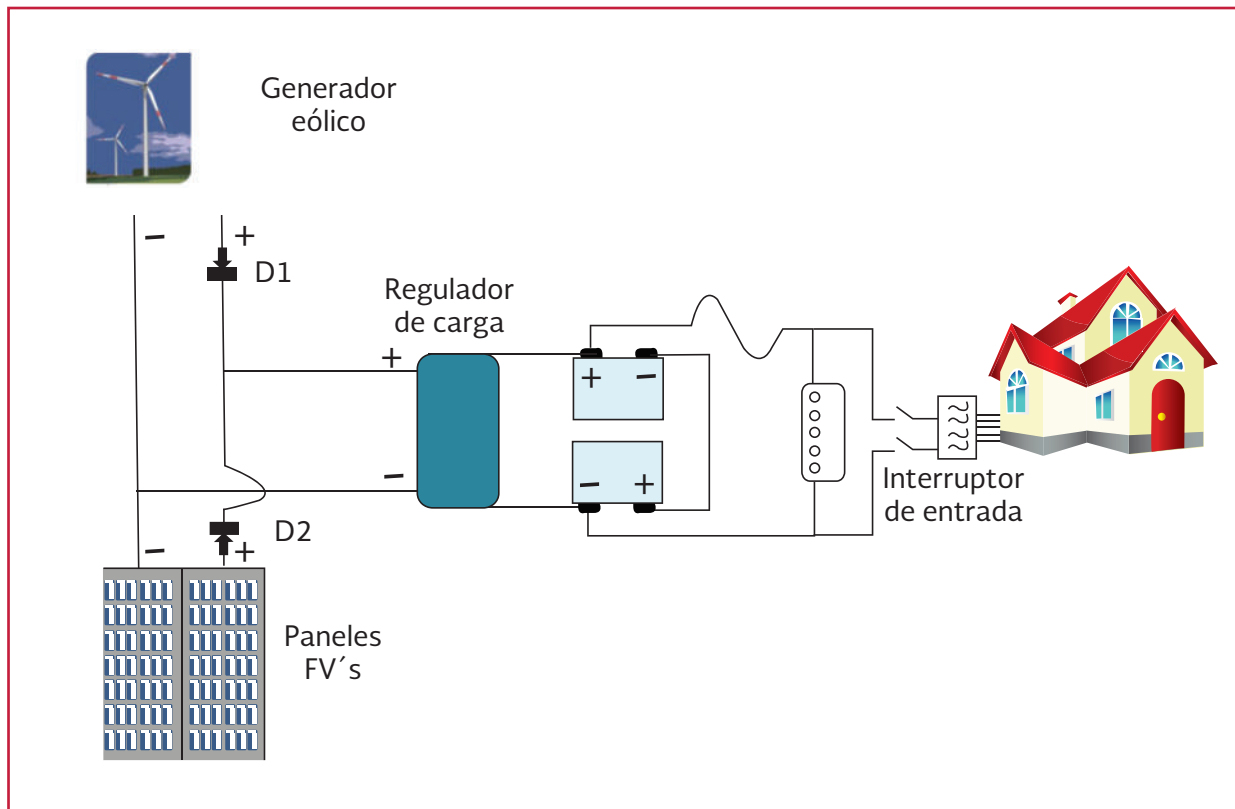 Generador
eólico
−
+
D1
Regulador
de carga
+
+
−
−
−
+
Interruptor
de entrada
D2
−
+
Paneles
FV´s